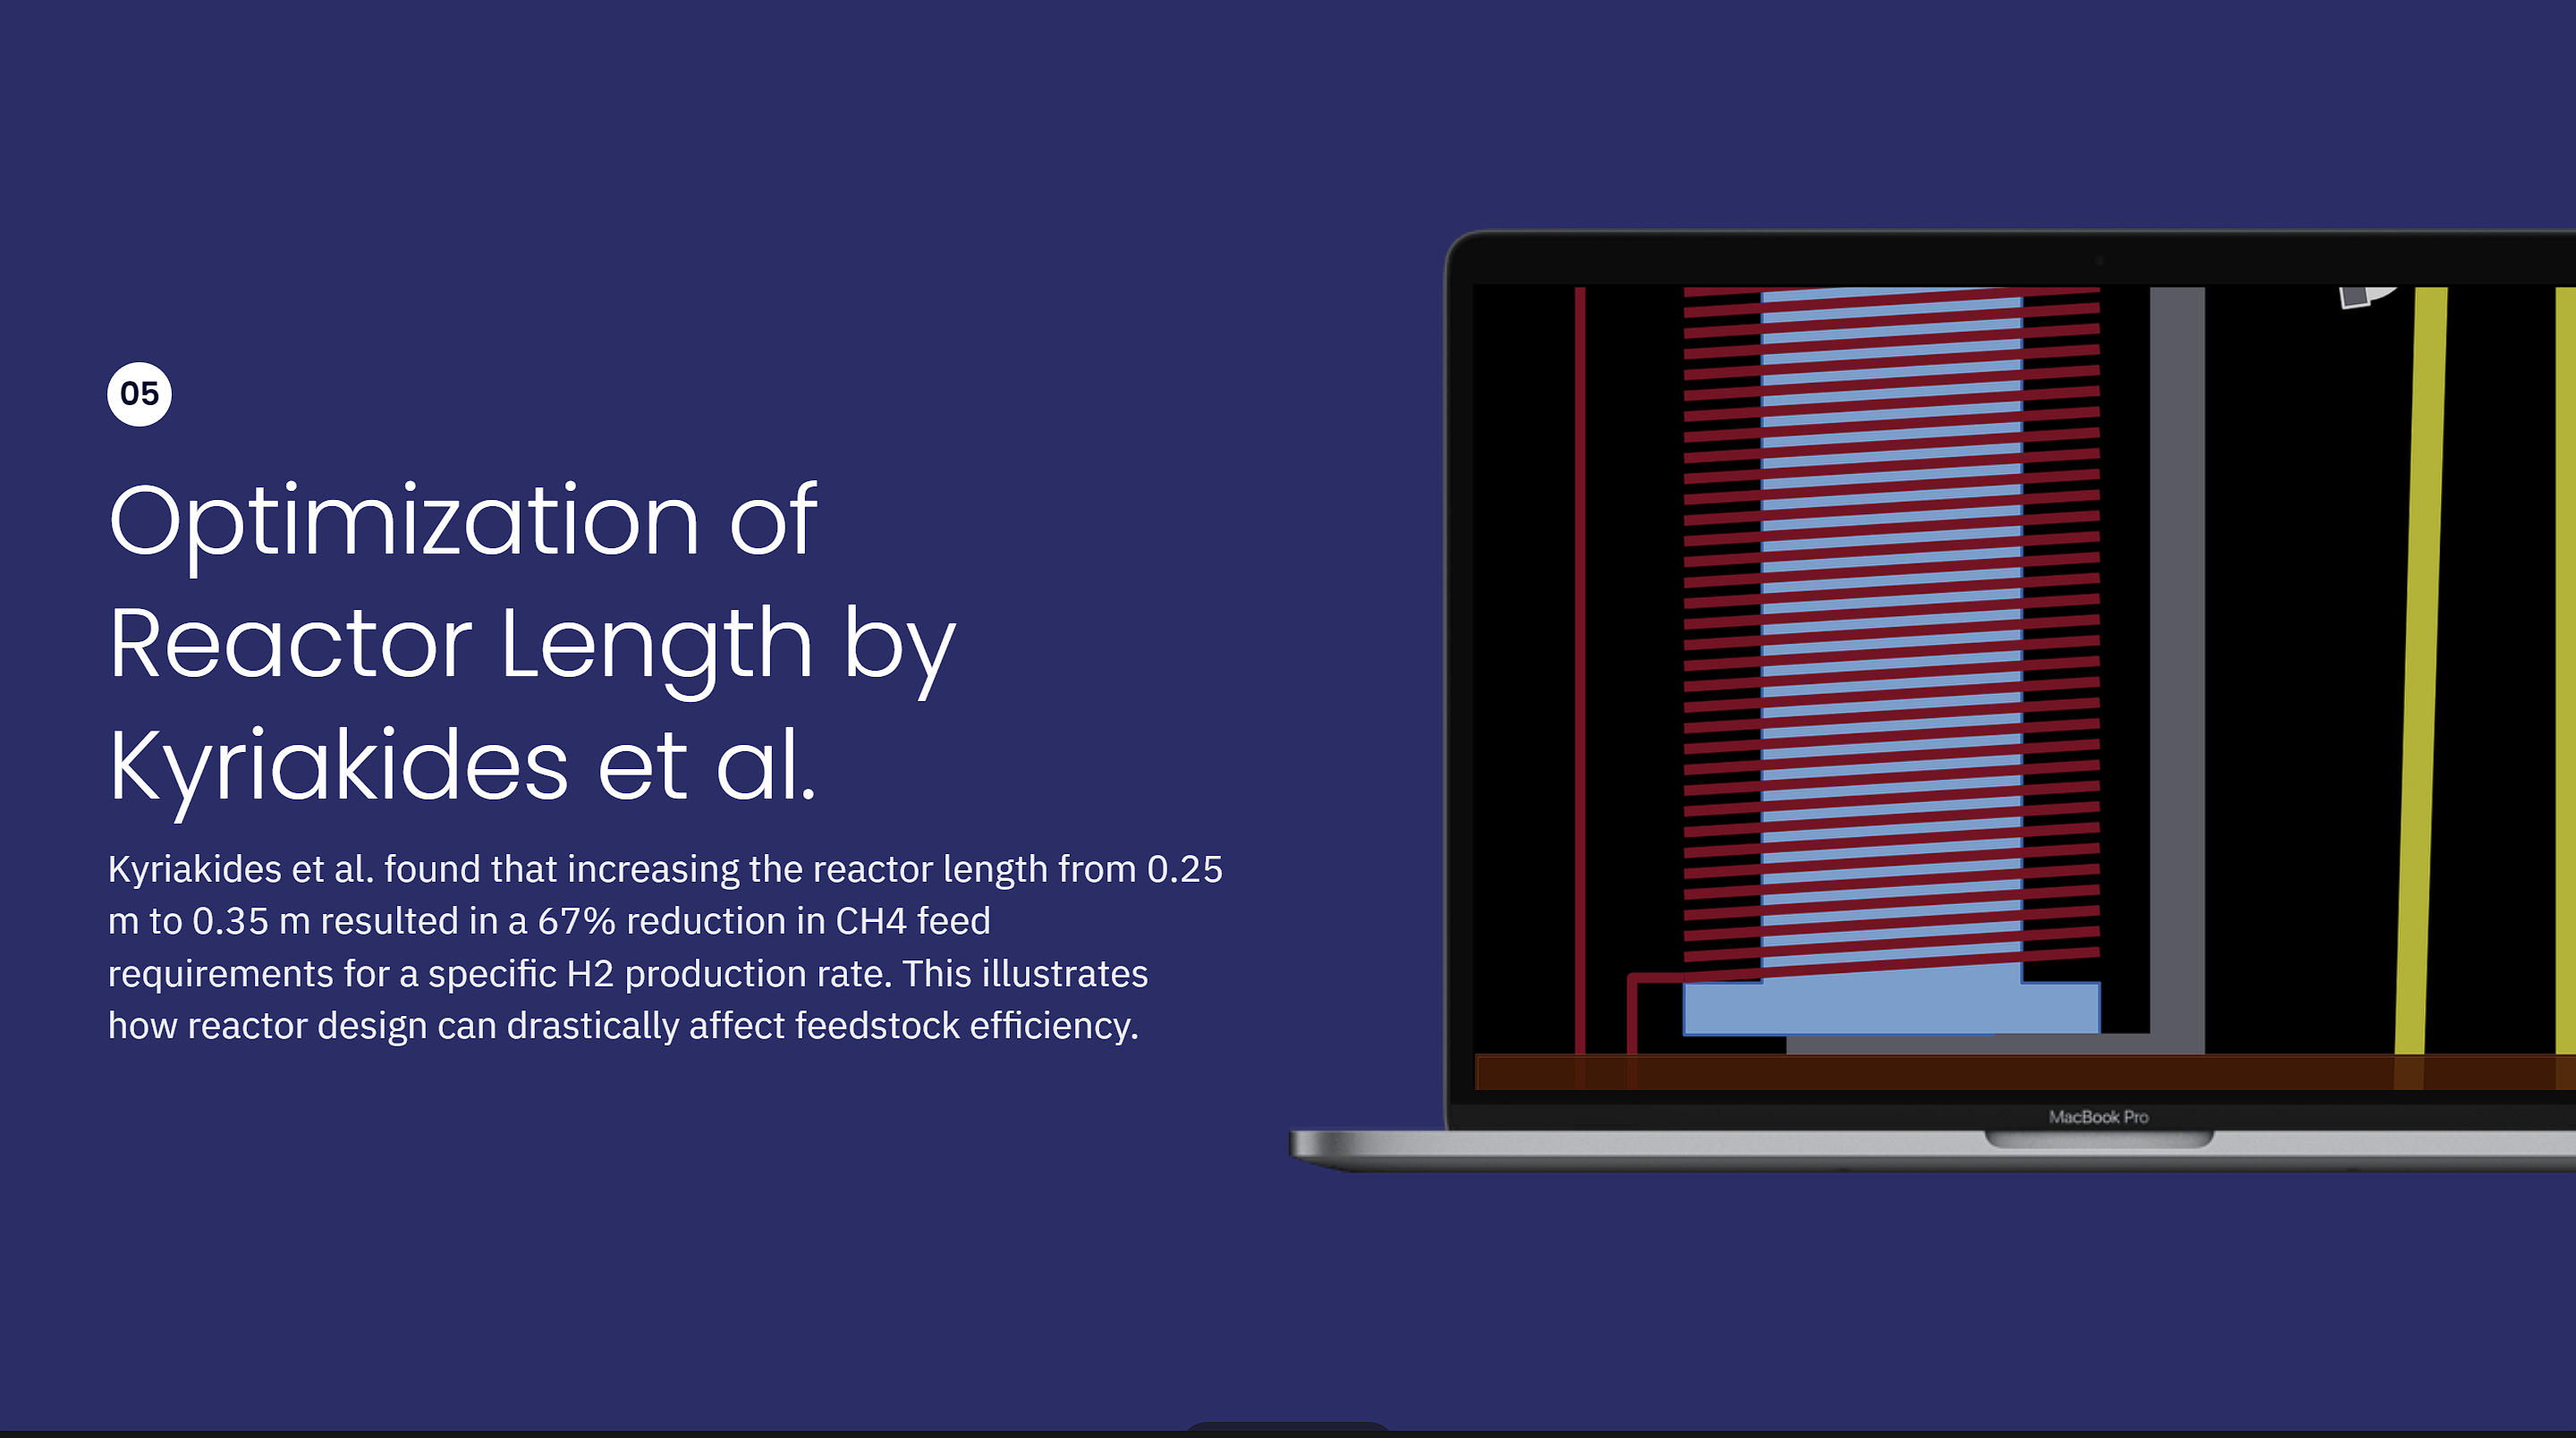 05
Optimization of
Reactor Length by
Kyriakides et al.
Kyriakides et al. found that increasing the reactor length from 0.25
m to 0.35 m resulted in a 67% reduction in CH4 feed
requirements for a specific H2 production rate. This illustrates
how reactor design can drastically affect feedstock efficiency.
MacBook Pro